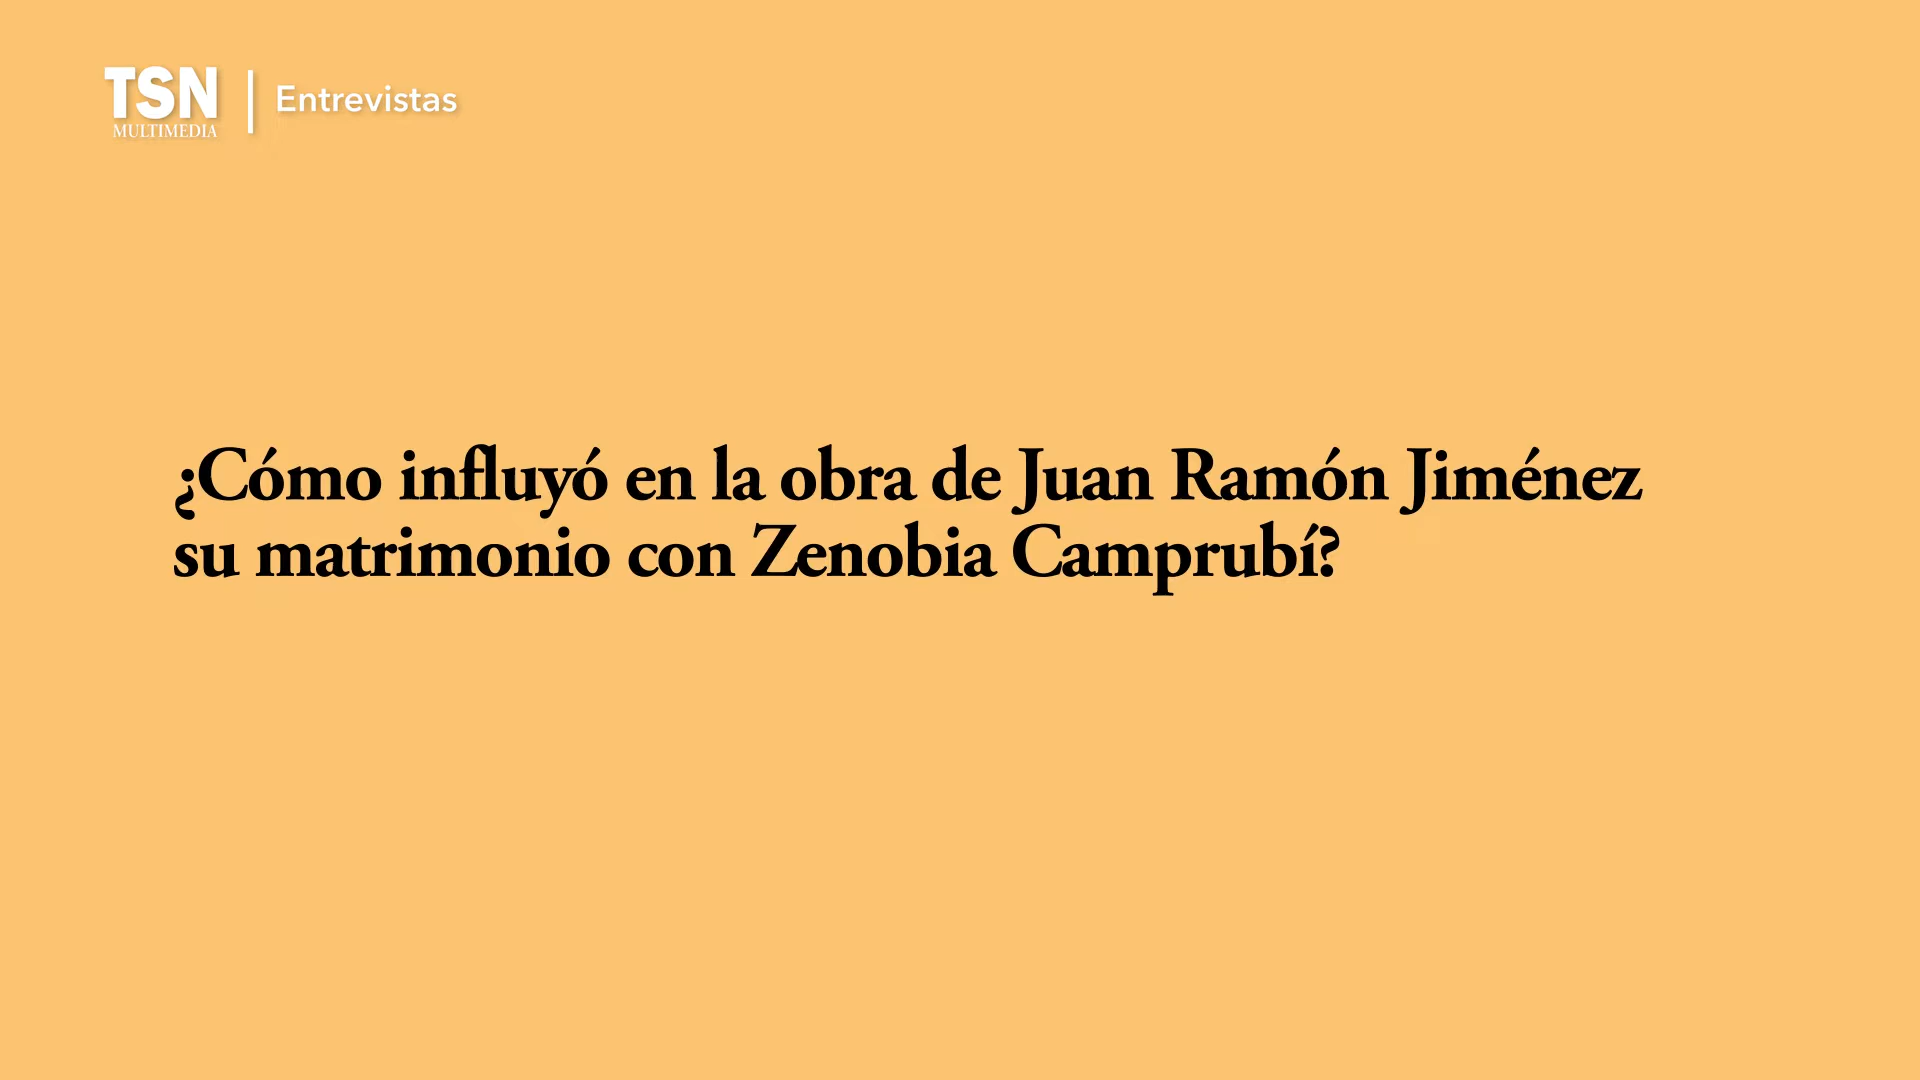 TSN
MULTIMEDIA
Entrevistas
¿Cómo influyó en la obra de Juan Ramón Jiménez
su matrimonio con Zenobia Camprubí?